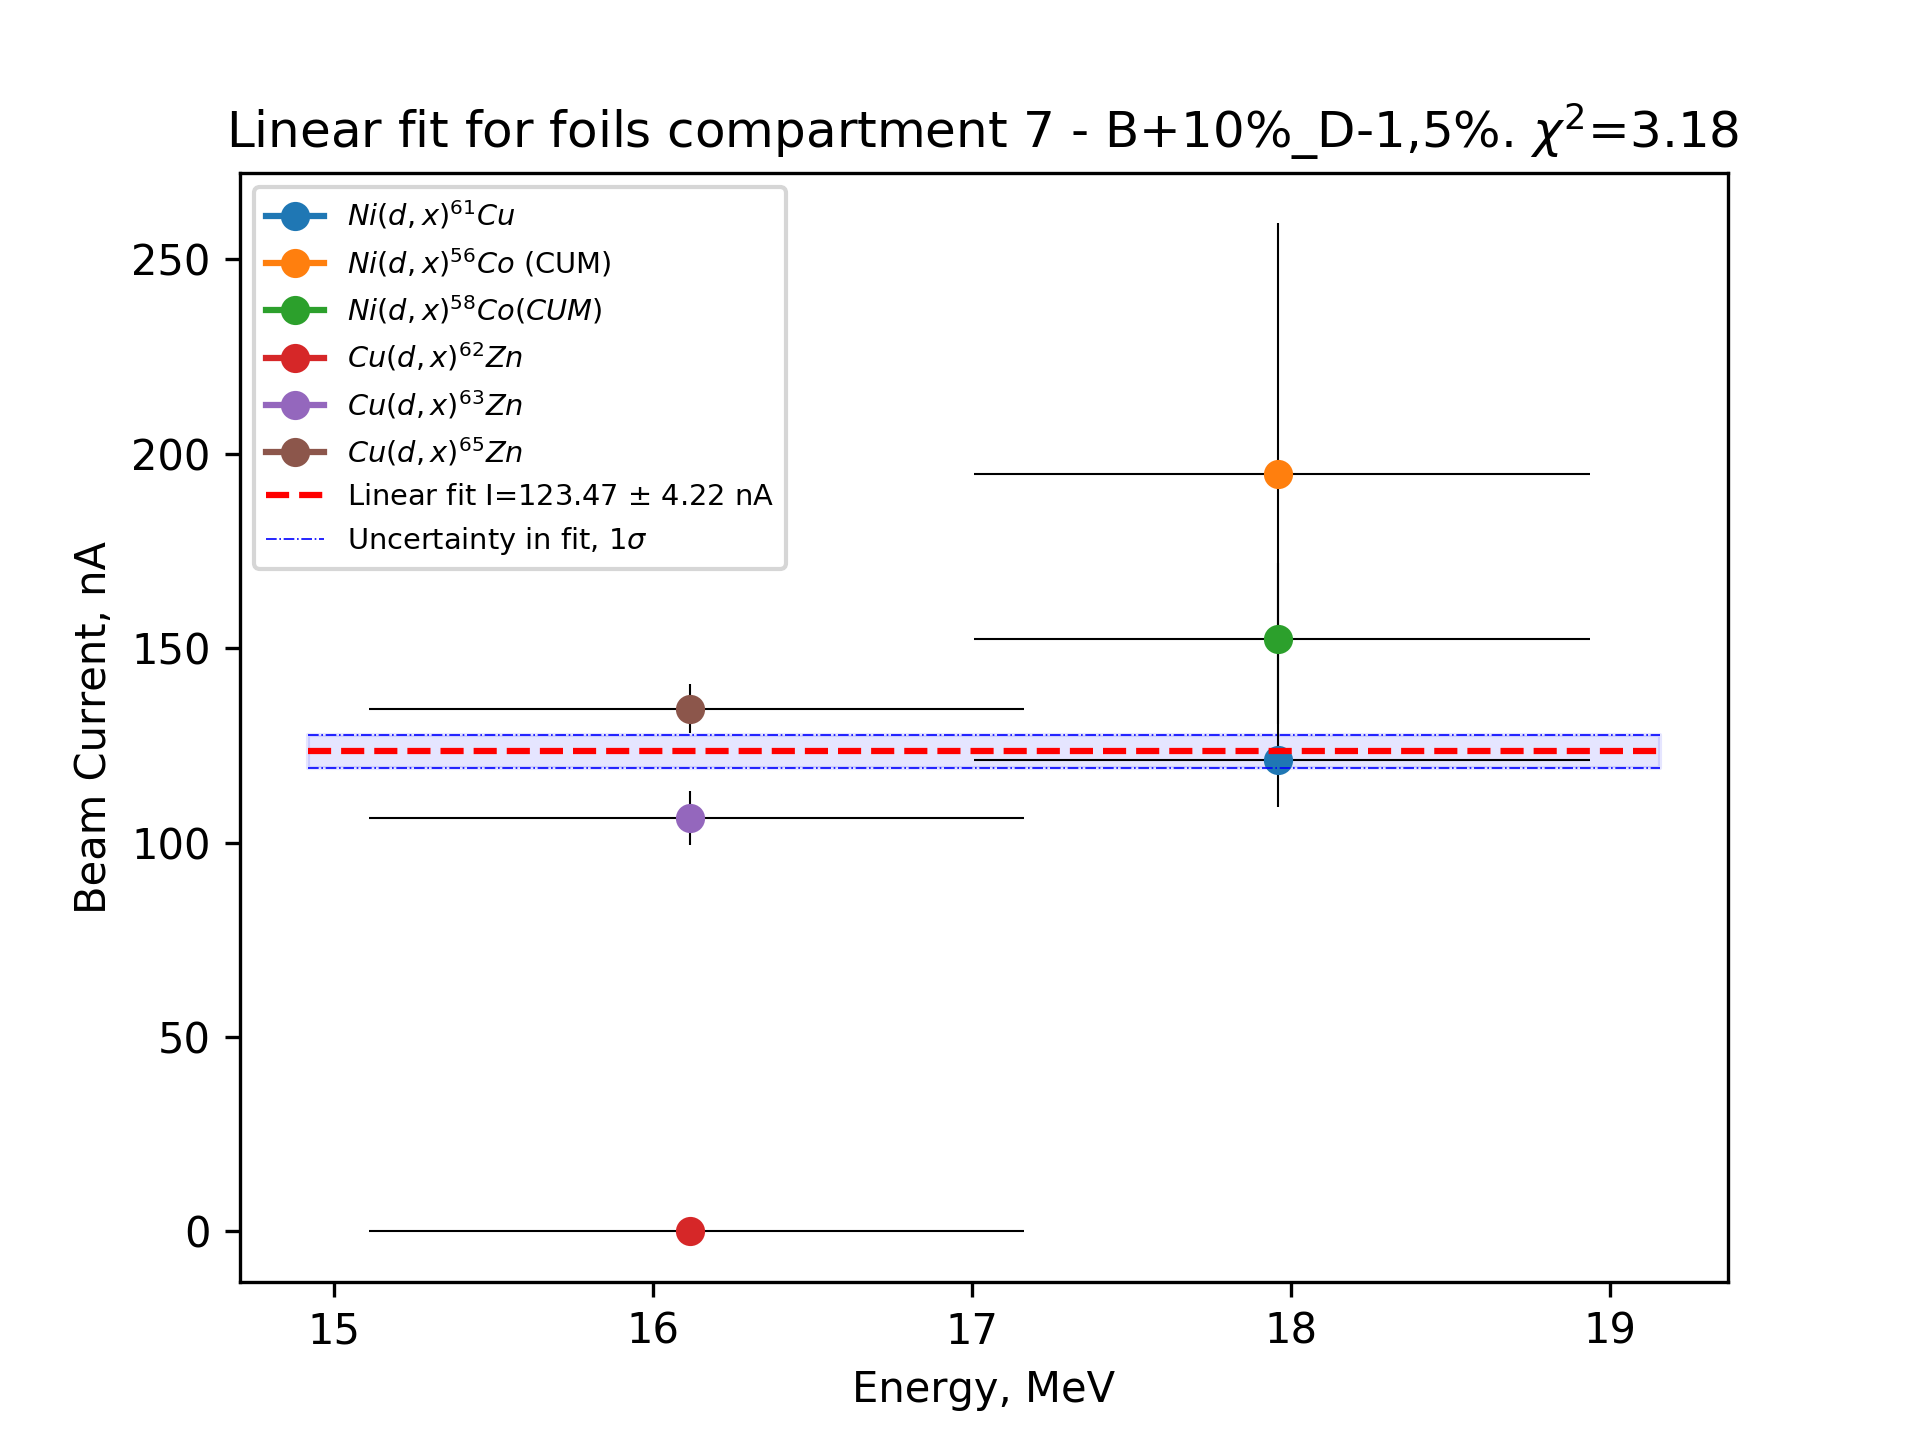 Linear fit for foils compartment 7 - B+10%_D-1,5%. χ²=3.18
Ni(d, x)⁶¹Cu
Ni(d, x)⁵⁶Co (CUM)
Ni(d, x)⁵⁸Co(CUM)
Cu(d, x)⁶²Zn
Cu(d, x)⁶³Zn
Cu(d, x)⁶⁵Zn
Linear fit I=123.47 ± 4.22 nA
Uncertainty in fit, 1σ
Beam Current, nA
250
200
150
100
50
0
15 16 17 18 19
Energy, MeV